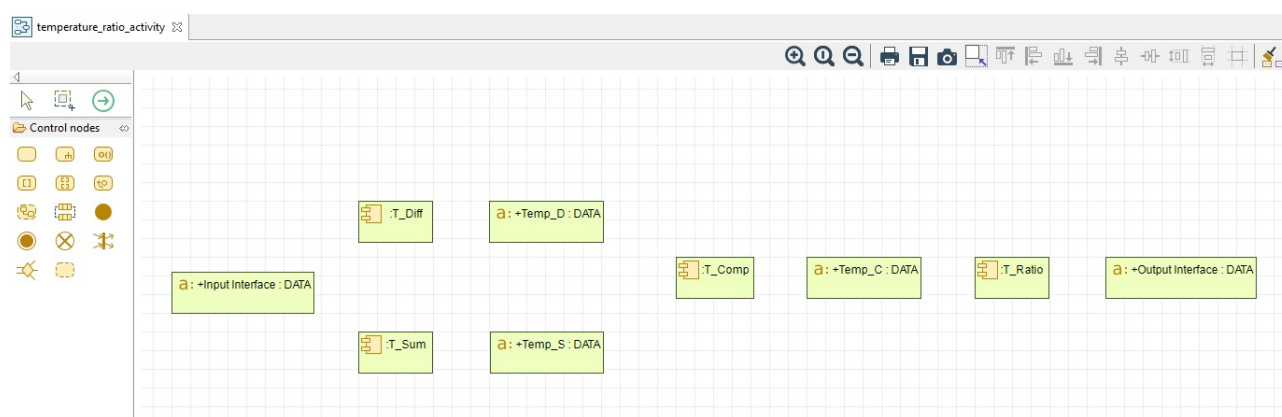 temperature_ratio_activity
Control nodes
:T_Diff
a: +Temp_D : DATA
:T_Comp
a: +Temp_C : DATA
:T_Ratio
a: +Output Interface : DATA
a: +Input Interface : DATA
:T_Sum
a: +Temp_S : DATA